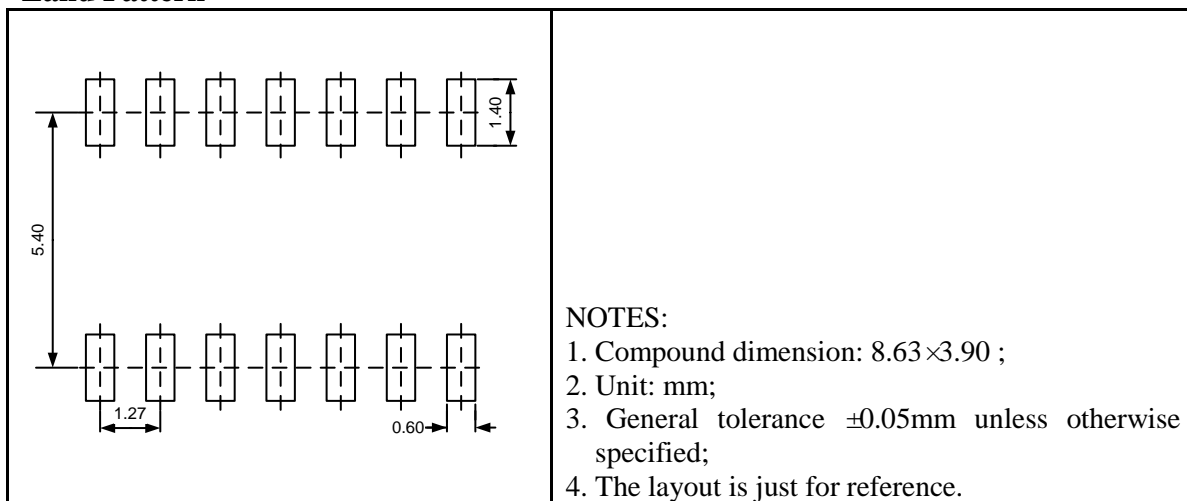 Land Pattern
1.40
5.40
1.27
0.60
NOTES:
1. Compound dimension: 8.63×3.90 ;
2. Unit: mm;
3. General tolerance ±0.05mm unless otherwise
specified;
4. The layout is just for reference.